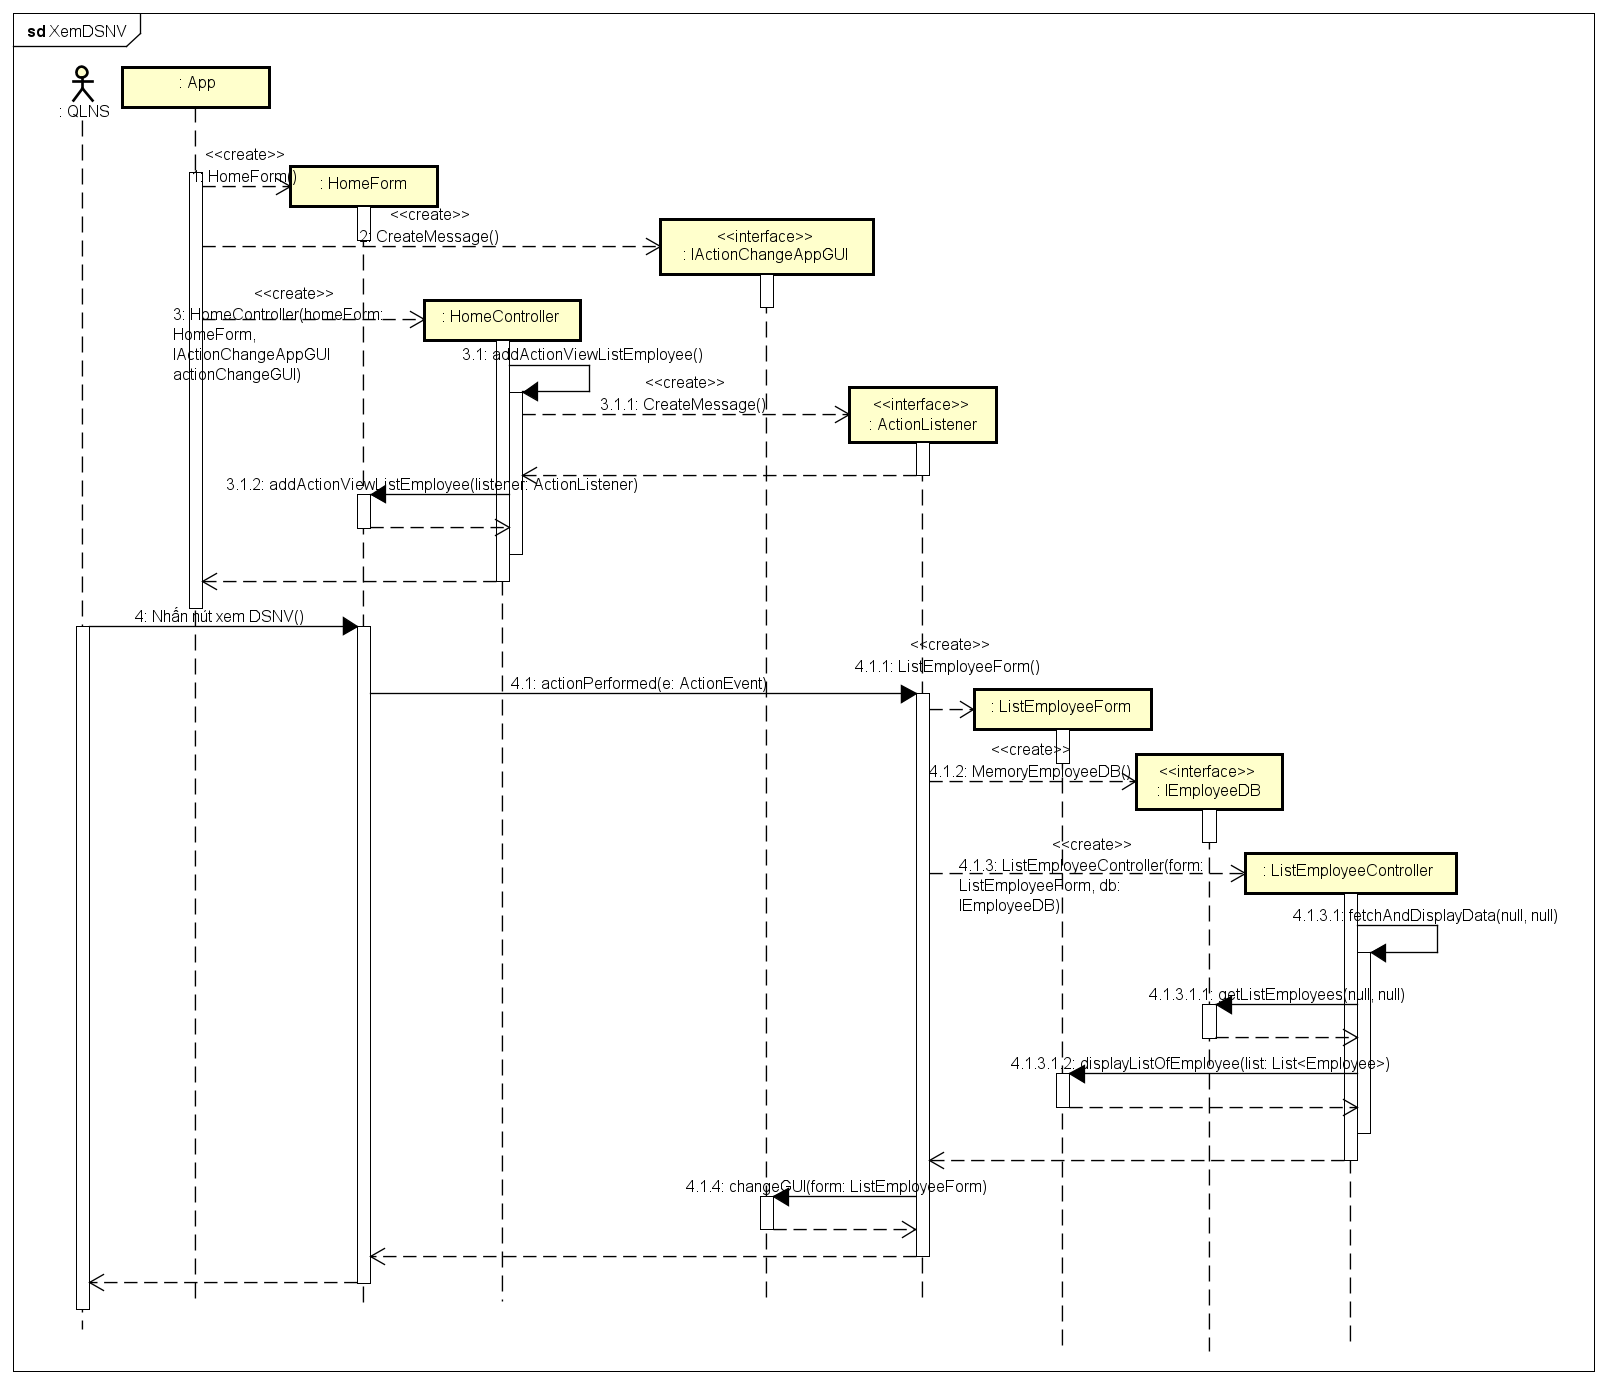 sd XemDSNV
: QLNS
: App
<<create>>
1: HomeForm()
: HomeForm
<<create>>
2: CreateMessage()
<<interface>>
: IActionChangeAppGUI
<<create>>
3: HomeController(homeForm:
HomeForm,
IActionChangeAppGUI
actionChangeGUI)
: HomeController
3.1: addActionViewListEmployee()
<<create>>
3.1.1: CreateMessage()
<<interface>>
: ActionListener
3.1.2: addActionViewListEmployee(listener: ActionListener)
4: Nhấn nút xem DSNV()
4.1: actionPerformed(e: ActionEvent)
<<create>>
4.1.1: ListEmployeeForm()
: ListEmployeeForm
<<create>>
4.1.2: MemoryEmployeeDB()
<<interface>>
: IEmployeeDB
<<create>>
4.1.3: ListEmployeeController(form:
ListEmployeeForm, db:
IEmployeeDB)
: ListEmployeeController
4.1.3.1: fetchAndDisplayData(null, null)
4.1.3.1.1: getListEmployees(null, null)
4.1.3.1.2: displayListOfEmployee(list: List<Employee>)
4.1.4: changeGUI(form: ListEmployeeForm)